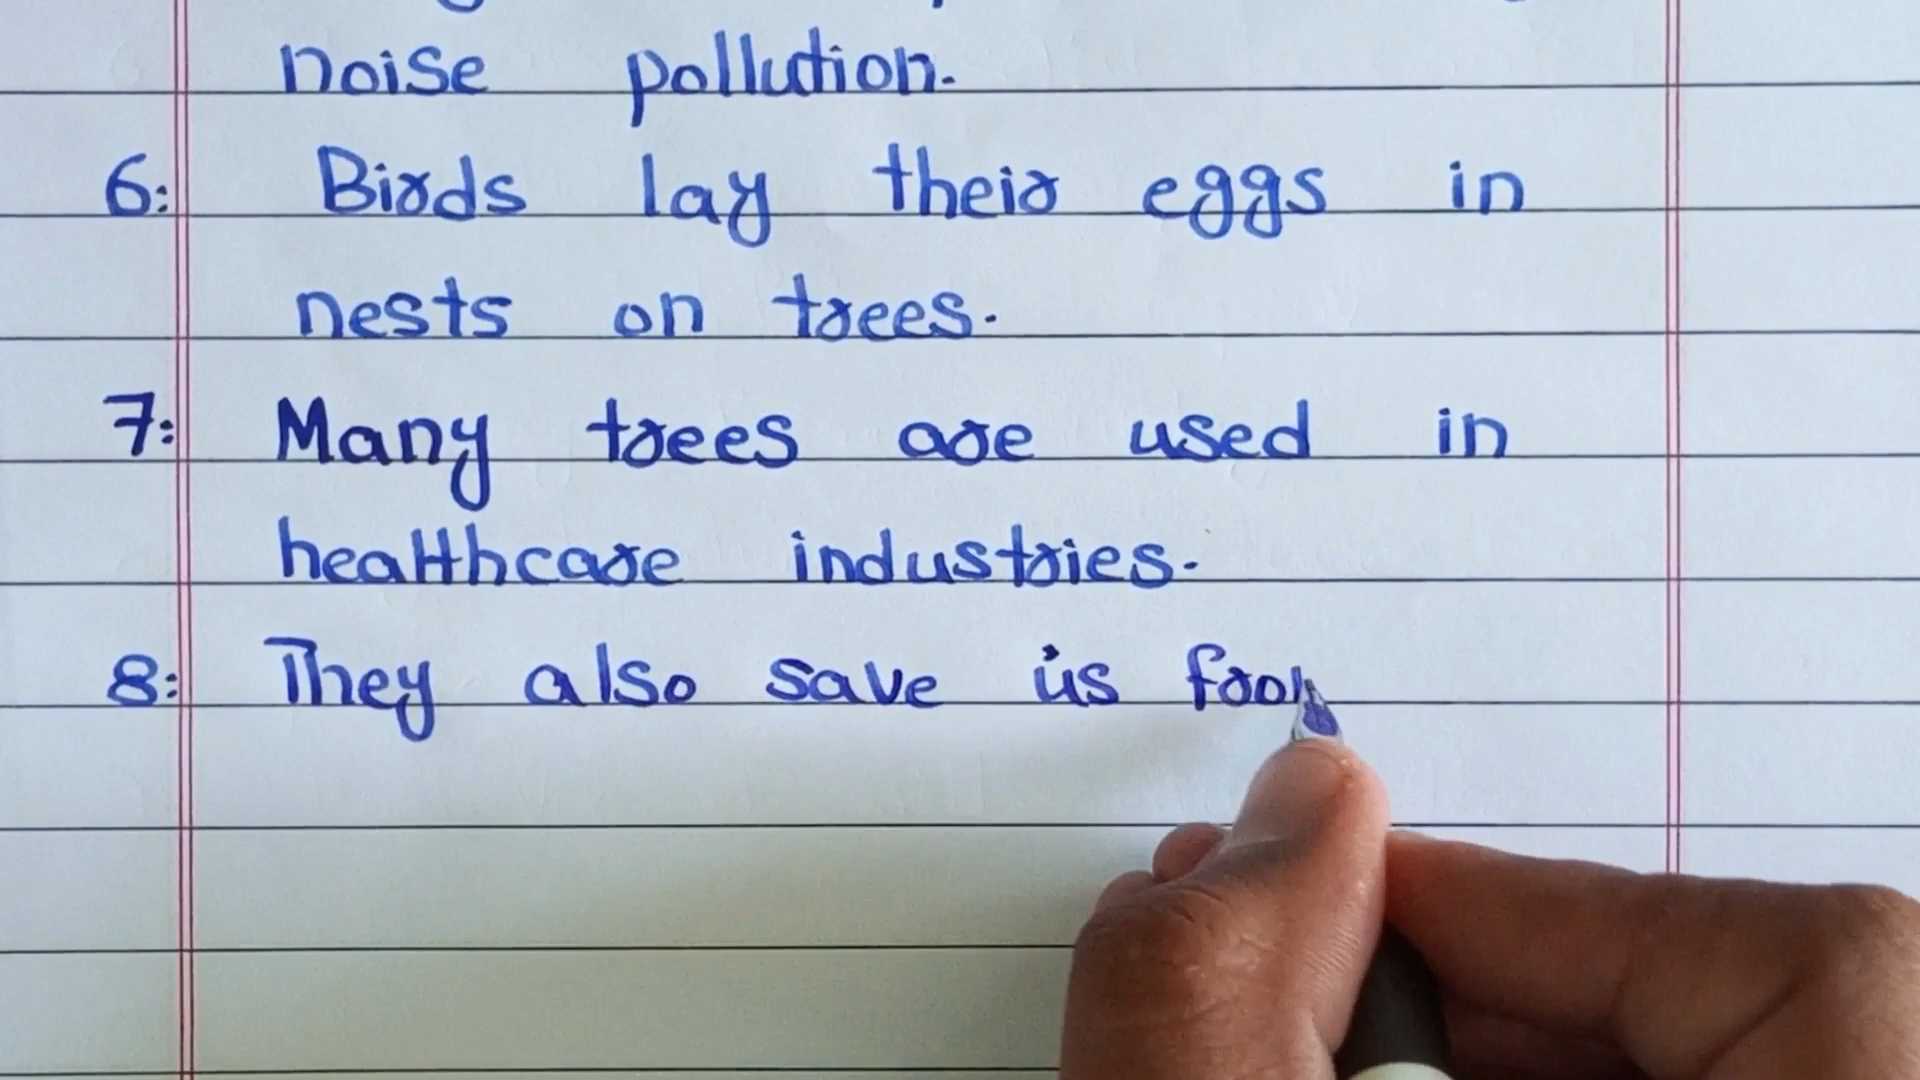 noise pollution.
6: Birds lay their eggs in
nests on trees.
7: Many trees are used in
healthcare industries.
8: They also save us